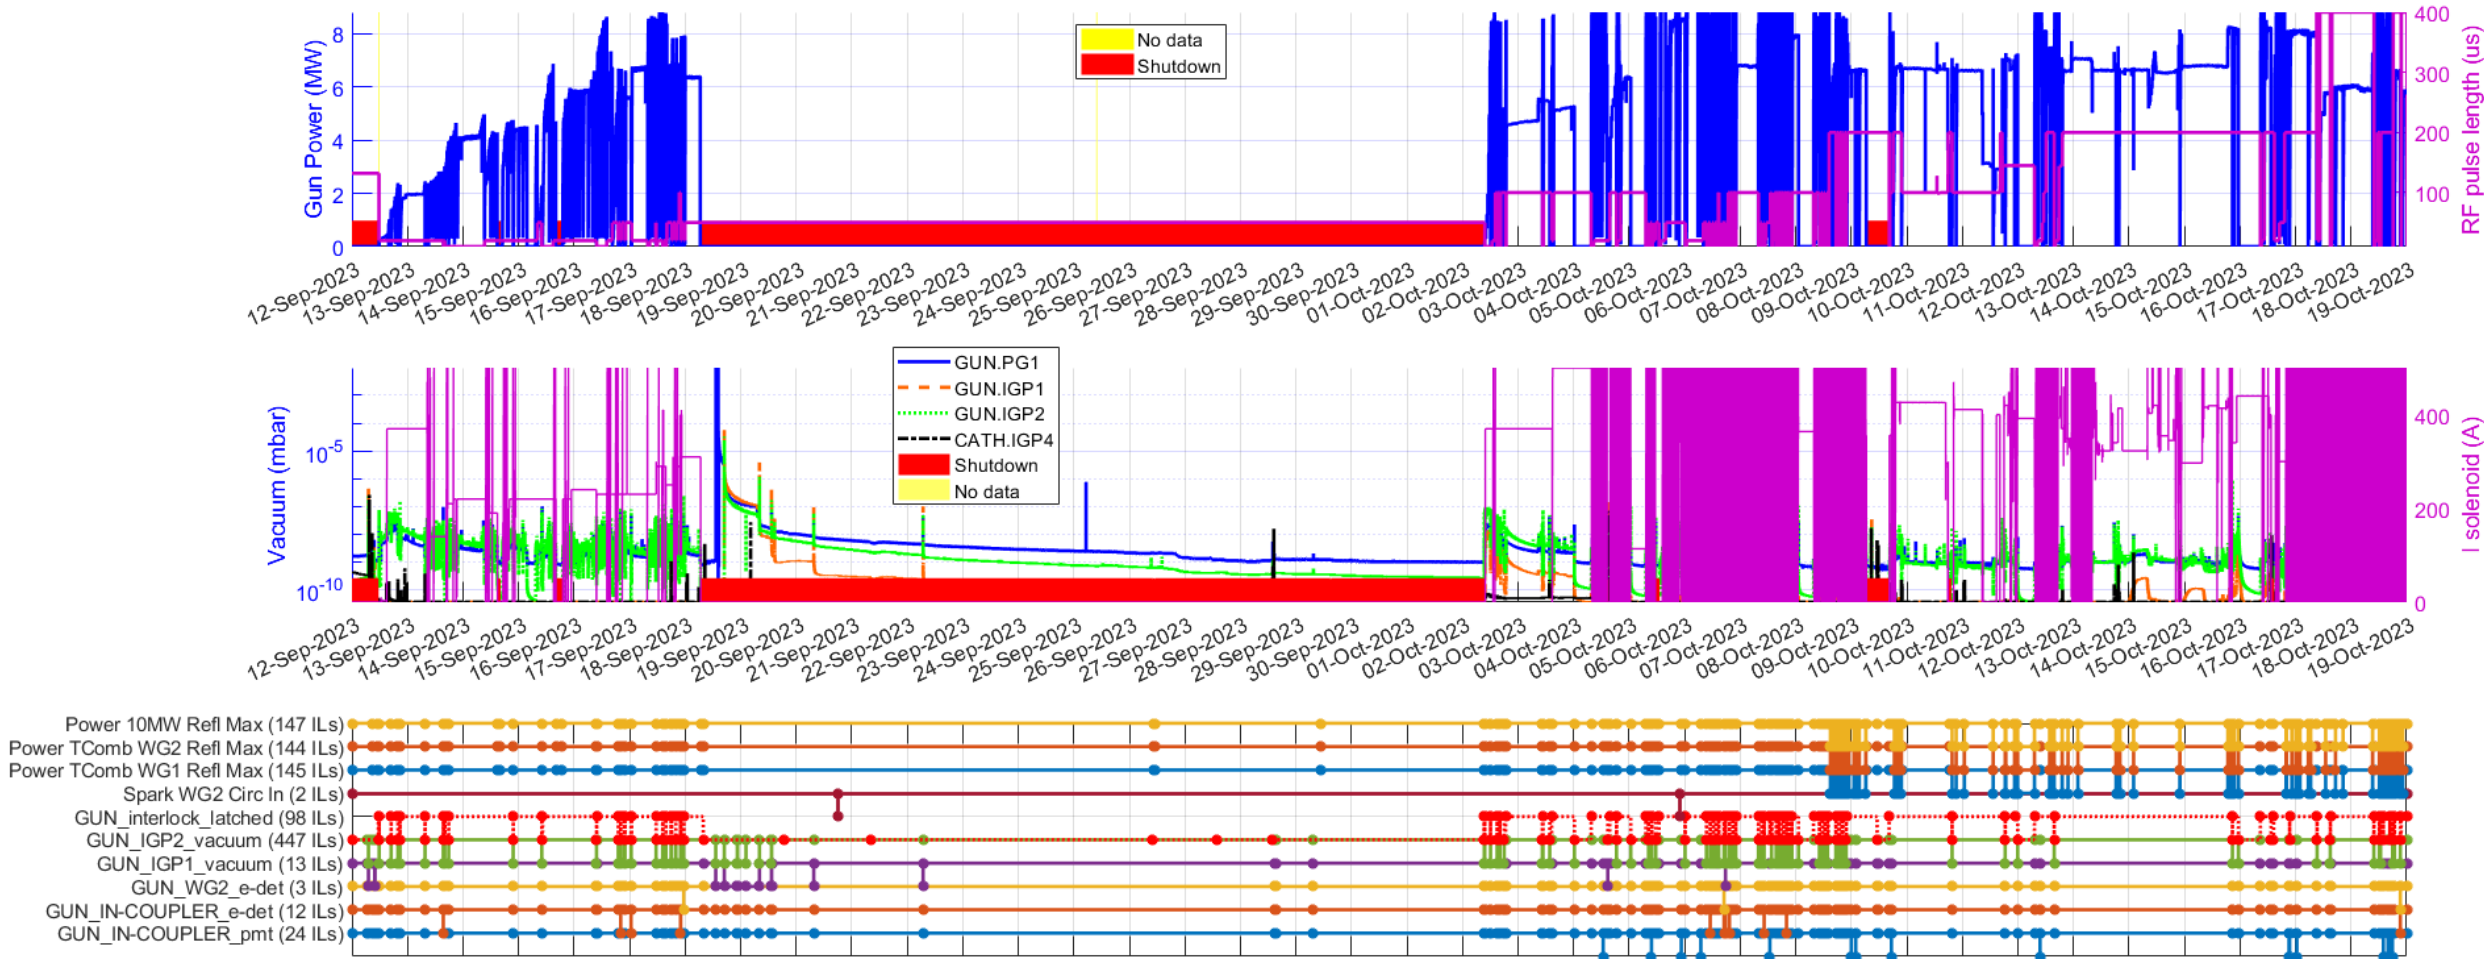 Gun Power (MW)
8
6
4
2
0
No data
Shutdown
400
300
200
100
RF pulse length (us)
12-Sep-2023
13-Sep-2023
14-Sep-2023
15-Sep-2023
16-Sep-2023
17-Sep-2023
18-Sep-2023
19-Sep-2023
20-Sep-2023
21-Sep-2023
22-Sep-2023
23-Sep-2023
24-Sep-2023
25-Sep-2023
26-Sep-2023
27-Sep-2023
28-Sep-2023
29-Sep-2023
30-Sep-2023
01-Oct-2023
02-Oct-2023
03-Oct-2023
04-Oct-2023
05-Oct-2023
06-Oct-2023
07-Oct-2023
08-Oct-2023
09-Oct-2023
10-Oct-2023
11-Oct-2023
12-Oct-2023
13-Oct-2023
14-Oct-2023
15-Oct-2023
16-Oct-2023
17-Oct-2023
18-Oct-2023
19-Oct-2023
Vacuum (mbar)
10-5
10-10
GUN.PG1
GUN.IGP1
GUN.IGP2
CATH.IGP4
Shutdown
No data
400
200
0
I solenoid (A)
12-Sep-2023
13-Sep-2023
14-Sep-2023
15-Sep-2023
16-Sep-2023
17-Sep-2023
18-Sep-2023
19-Sep-2023
20-Sep-2023
21-Sep-2023
22-Sep-2023
23-Sep-2023
24-Sep-2023
25-Sep-2023
26-Sep-2023
27-Sep-2023
28-Sep-2023
29-Sep-2023
30-Sep-2023
01-Oct-2023
02-Oct-2023
03-Oct-2023
04-Oct-2023
05-Oct-2023
06-Oct-2023
07-Oct-2023
08-Oct-2023
09-Oct-2023
10-Oct-2023
11-Oct-2023
12-Oct-2023
13-Oct-2023
14-Oct-2023
15-Oct-2023
16-Oct-2023
17-Oct-2023
18-Oct-2023
19-Oct-2023
Power 10MW Refl Max (147 ILs)
Power TComb WG2 Refl Max (144 ILs)
Power TComb WG1 Refl Max (145 ILs)
Spark WG2 Circ In (2 ILs)
GUN_interlock_latched (98 ILs)
GUN_IGP2_vacuum (447 ILs)
GUN_IGP1_vacuum (13 ILs)
GUN_WG2_e-det (3 ILs)
GUN_IN-COUPLER_e-det (12 ILs)
GUN_IN-COUPLER_pmt (24 ILs)